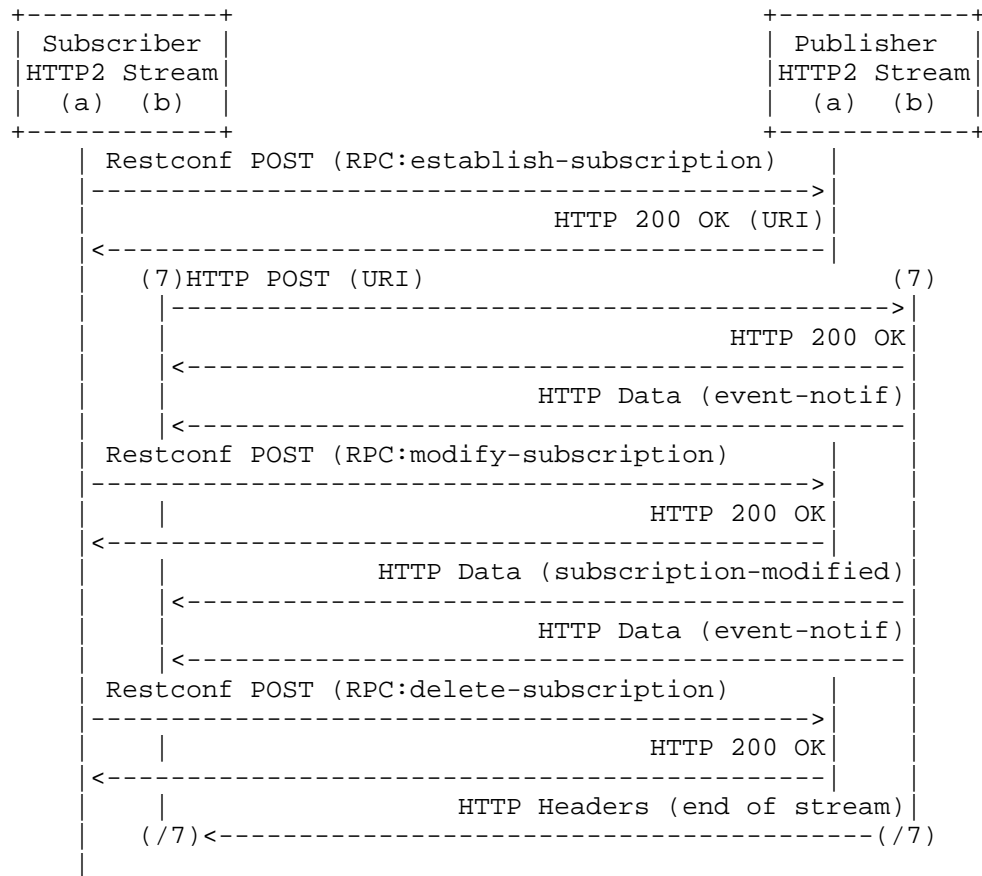 Subscriber Publisher
HTTP2 Stream HTTP2 Stream
(a) (b) (a) (b)
Restconf POST (RPC:establish-subscription)
HTTP 200 OK (URI)
(7)HTTP POST (URI) (7)
HTTP 200 OK
HTTP Data (event-notif)
Restconf POST (RPC:modify-subscription)
HTTP 200 OK
HTTP Data (subscription-modified)
HTTP Data (event-notif)
Restconf POST (RPC:delete-subscription)
HTTP 200 OK
HTTP Headers (end of stream)
(/7) (/7)